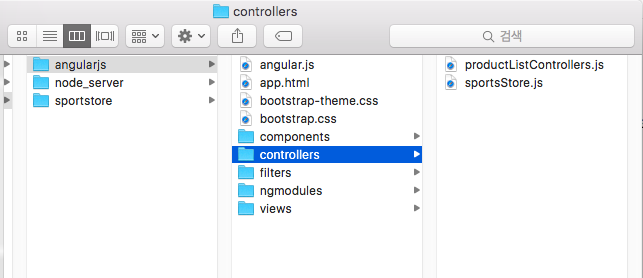 controllers
검색
angularjs
node_server
sportstore
angular.js
app.html
bootstrap-theme.css
bootstrap.css
components
controllers
filters
ngmodules
views
productListControllers.js
sportsStore.js